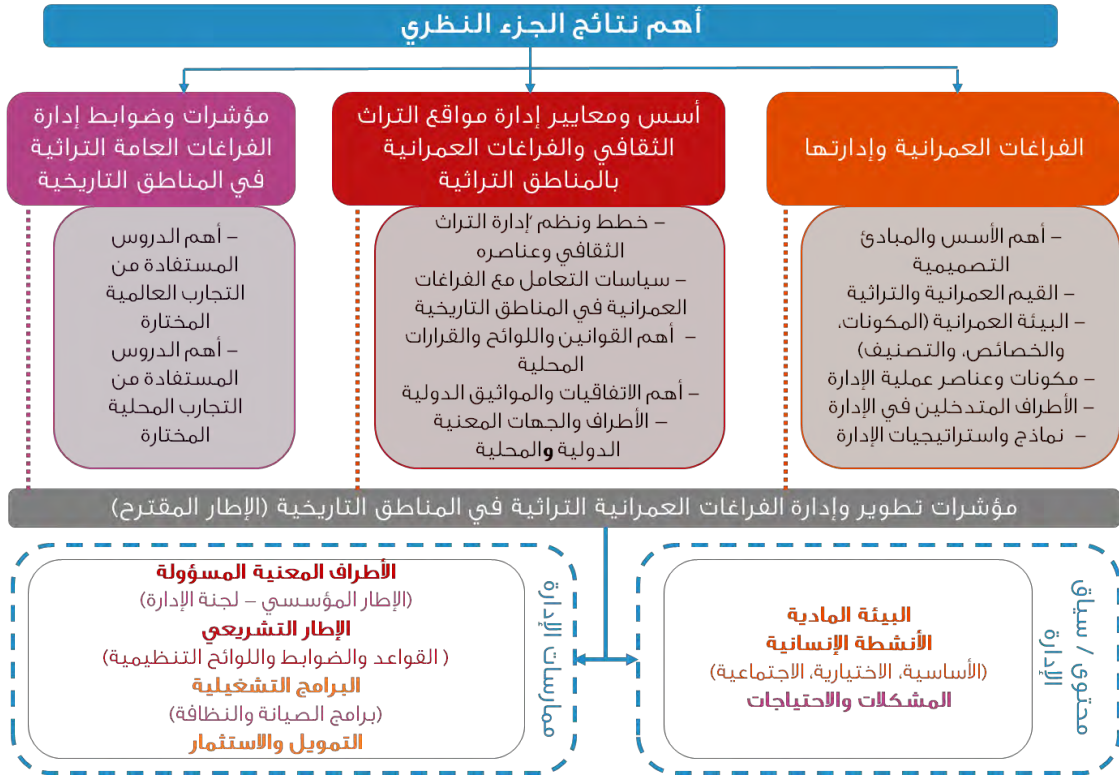 أهم نتائج الجزء النظري
الفراغات العمرانية وإدارتها
– أهم الأسس والمبادئ
التصميمية
– القيم العمرانية والتراثية
– البيئة العمرانية (المكونات،
والخصائص، والتصنيف)
– مكونات وعناصر عملية الإدارة
– الأطراف المتدخلين في الإدارة
– نماذج واستراتيجيات الإدارة
أسس ومعايير إدارة مواقع التراث
الثقافي والفراغات العمرانية
بالمناطق التراثية
– خطط ونظم إدارة التراث
الثقافي وعناصره
– سياسات التعامل مع الفراغات
العمرانية في المناطق التاريخية
– أهم القوانين واللوائح والقرارات
المحلية
– أهم الاتفاقيات والمواثيق الدولية
– الأطراف والجهات المعنية
الدولية والمحلية
مؤشرات وضوابط إدارة
الفراغات العامة التراثية
في المناطق التاريخية
– أهم الدروس
المستفادة من
التجارب العالمية
المختارة
– أهم الدروس
المستفادة من
التجارب المحلية
المختارة
مؤشرات تطوير وإدارة الفراغات العمرانية التراثية في المناطق التاريخية (الإطار المقترح)
محتوى / سياق
الإدارة
البيئة المادية
الأنشطة الإنسانية
(الأساسية، الاختيارية، الاجتماعية)
المشكلات والاحتياجات
ممارسات الإدارة
الأطراف المعنية المسؤولة
(الإطار المؤسسي – لجنة الإدارة)
الإطار التشريعي
( القواعد والضوابط واللوائح التنظيمية)
البرامج التشغيلية
(برامج الصيانة والنظافة)
التمويل والاستثمار